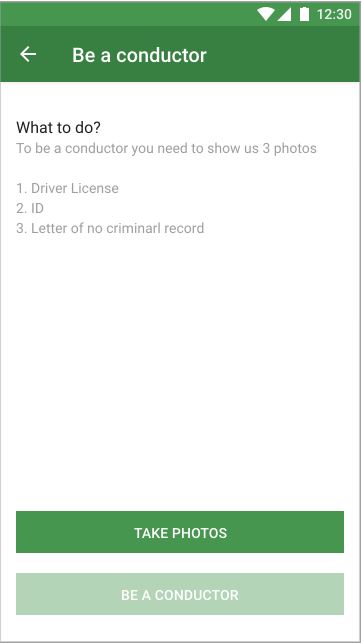 12:30
Be a conductor
What to do?
To be a conductor you need to show us 3 photos
1. Driver License
2. ID
3. Letter of no criminarl record
TAKE PHOTOS
BE A CONDUCTOR